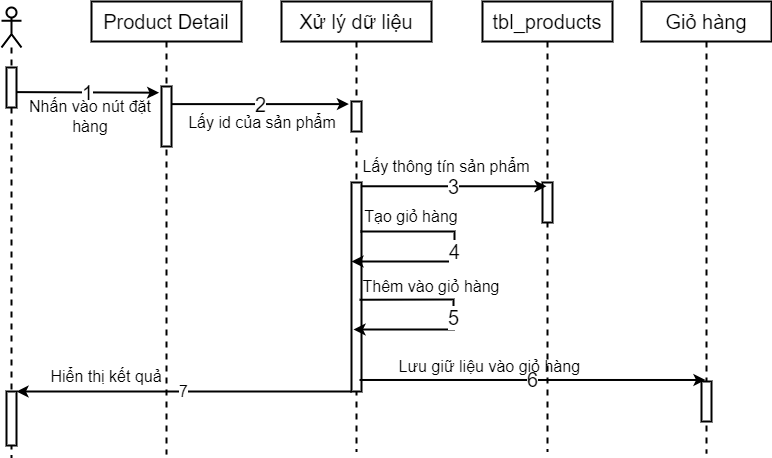 Product Detail
Xử lý dữ liệu
tbl_products
Giỏ hàng
1
Nhấn vào nút đặt
hàng
2
Lấy id của sản phẩm
Lấy thông tín sản phẩm
3
Tạo giỏ hàng
4
Thêm vào giỏ hàng
5
Lưu giữ liệu vào giỏ hàng
6
Hiển thị kết quả
7